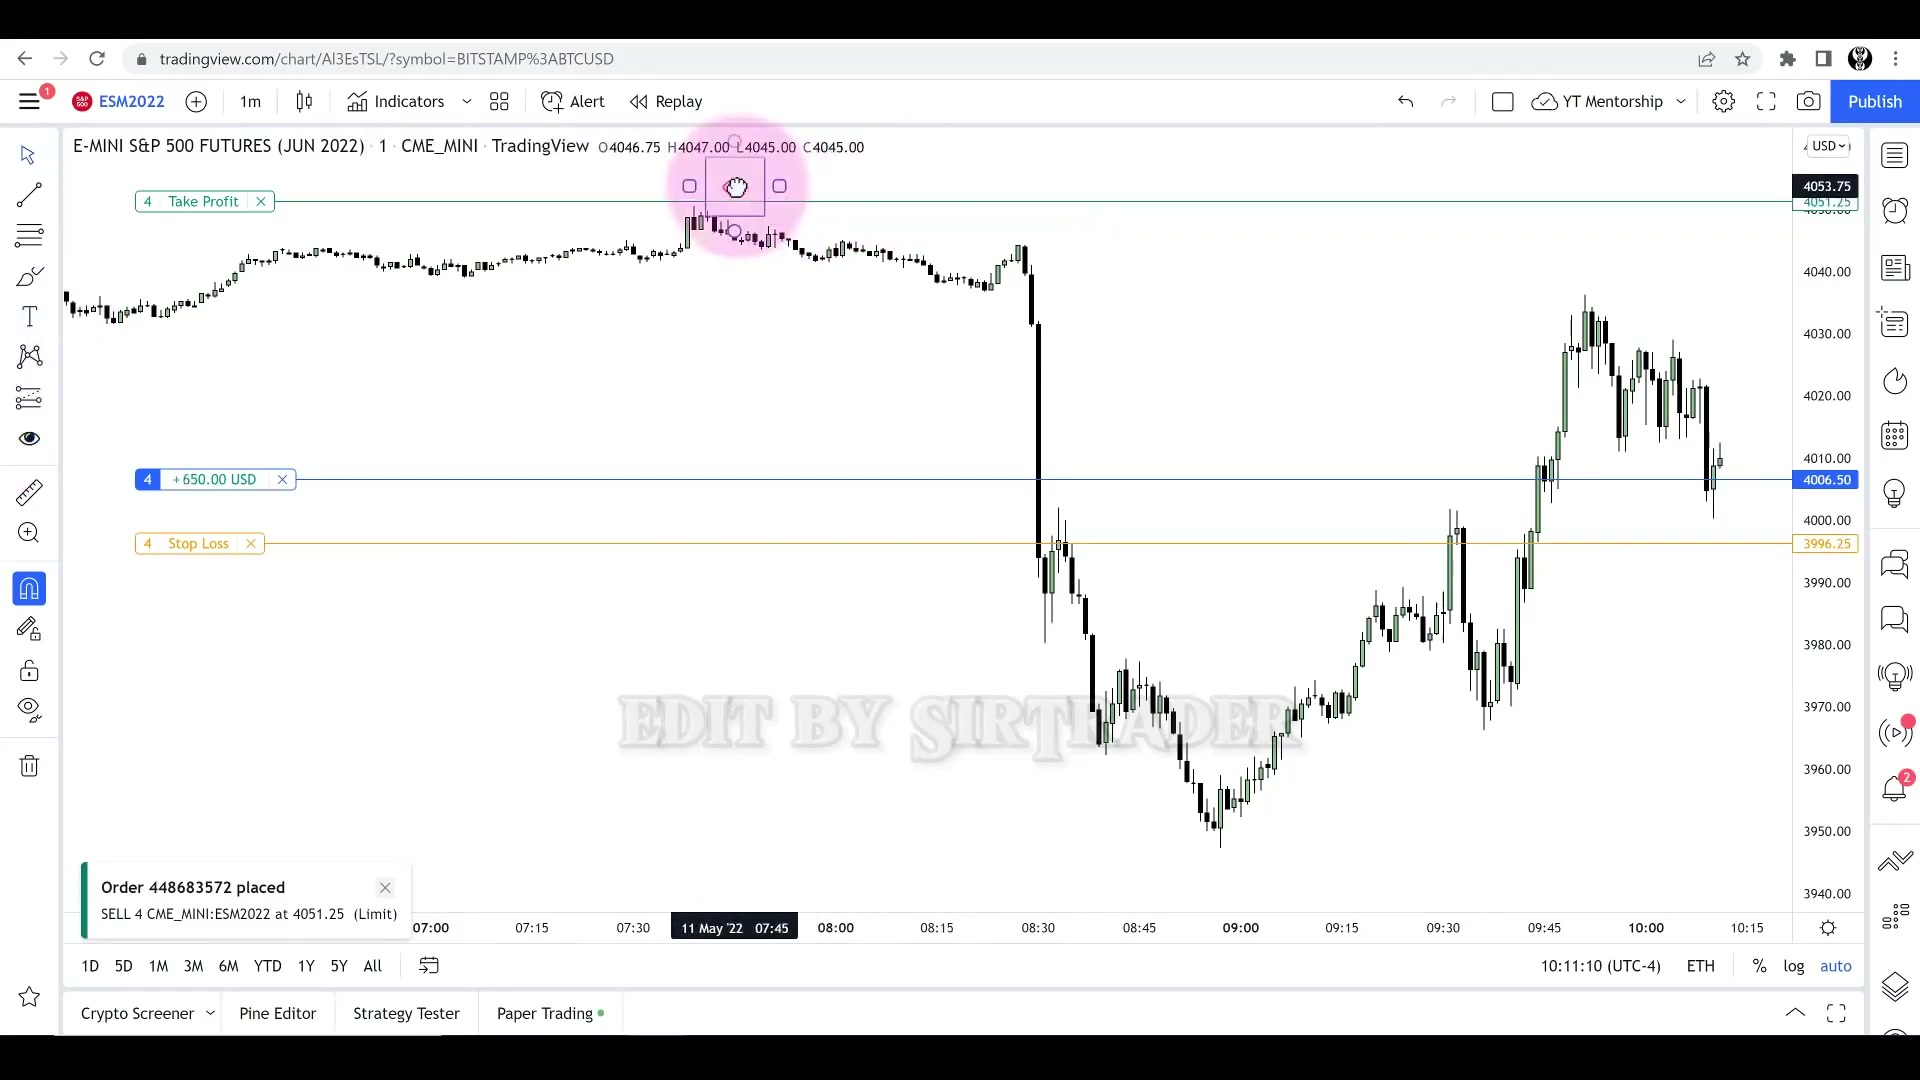 tradingview.com/chart/Al3EsTSL/?symbol=BITSTAMP%3ABTCUSD
1
S&P 500
ESM2022
1m
Indicators
Alert
Replay
YT Mentorship
Publish
E-MINI S&P 500 FUTURES (JUN 2022) · 1 · CME_MINI · TradingView O4046.75 H4047.00 L4045.00 C4045.00
USD
4053.75
4 Take Profit
4051.25
4040.00
4030.00
4020.00
4010.00
4 +650.00 USD
4006.50
4000.00
4 Stop Loss
3996.25
3990.00
3980.00
3970.00
EDIT BY SIRTRADER
3960.00
2
3950.00
3940.00
Order 448683572 placed
SELL 4 CME_MINI:ESM2022 at 4051.25 (Limit)
07:00 07:15 07:30 11 May '22 07:45 08:00 08:15 08:30 08:45 09:00 09:15 09:30 09:45 10:00 10:15
1D 5D 1M 3M 6M YTD 1Y 5Y All
10:11:10 (UTC-4) ETH % log auto
Crypto Screener Pine Editor Strategy Tester Paper Trading